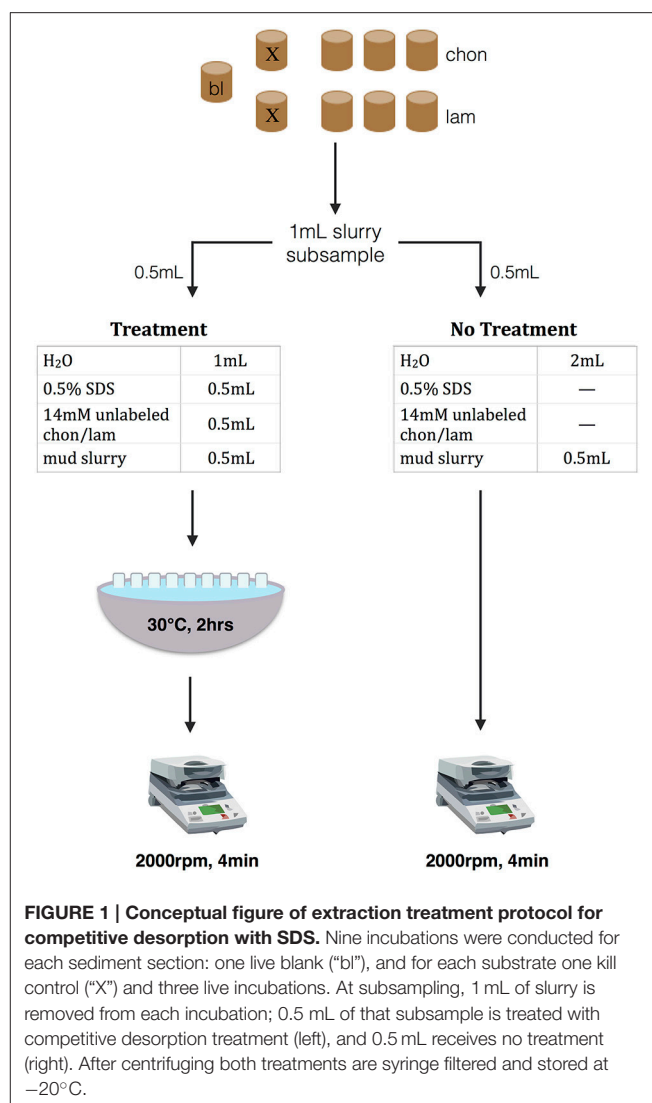 X
chon
bl
X
lam
1mL slurry
subsample
0.5mL
0.5mL
Treatment
H₂O 1mL
0.5% SDS 0.5mL
14mM unlabeled
chon/lam 0.5mL
mud slurry 0.5mL
No Treatment
H₂O 2mL
0.5% SDS —
14mM unlabeled
chon/lam —
mud slurry 0.5mL
30°C, 2hrs
2000rpm, 4min
2000rpm, 4min
FIGURE 1 | Conceptual figure of extraction treatment protocol for
competitive desorption with SDS. Nine incubations were conducted for
each sediment section: one live blank (“bl”), and for each substrate one kill
control (“X”) and three live incubations. At subsampling, 1 mL of slurry is
removed from each incubation; 0.5 mL of that subsample is treated with
competitive desorption treatment (left), and 0.5 mL receives no treatment
(right). After centrifuging both treatments are syringe filtered and stored at
−20°C.